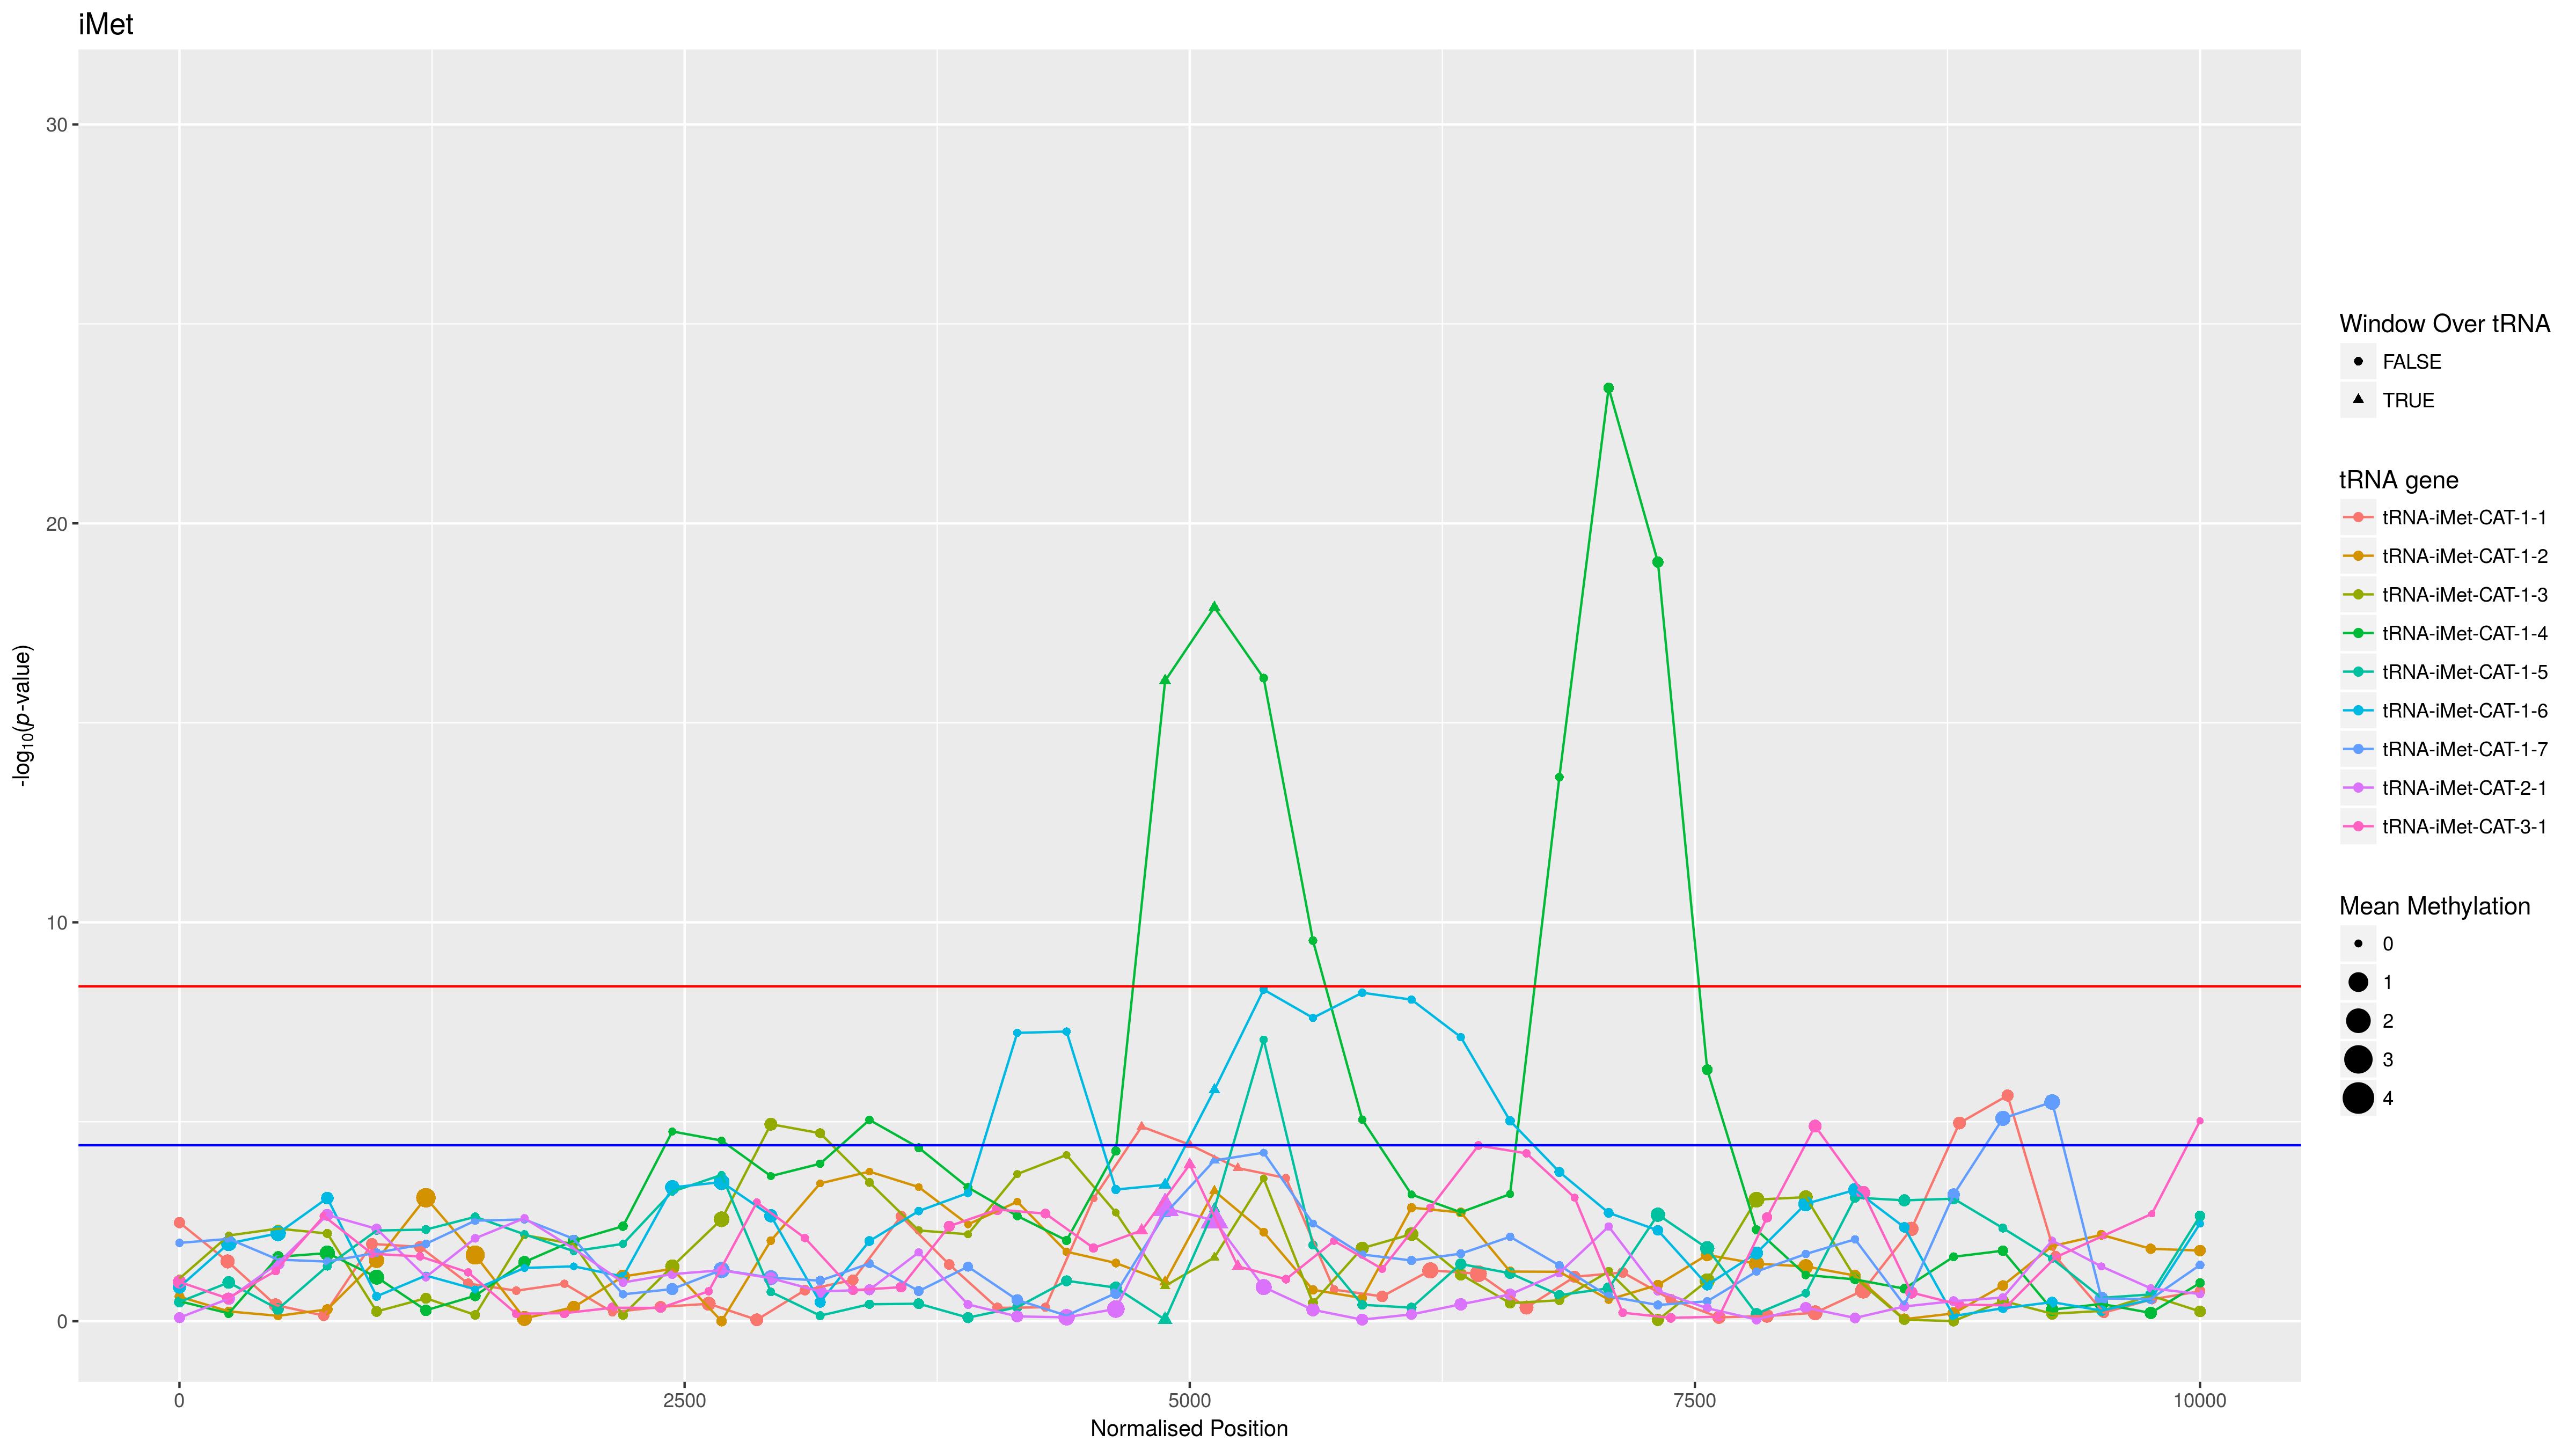 iMet
30
20
10
0
-log10(p-value)
0 2500 5000 7500 10000
Normalised Position
Window Over tRNA
FALSE
TRUE
tRNA gene
tRNA-iMet-CAT-1-1
tRNA-iMet-CAT-1-2
tRNA-iMet-CAT-1-3
tRNA-iMet-CAT-1-4
tRNA-iMet-CAT-1-5
tRNA-iMet-CAT-1-6
tRNA-iMet-CAT-1-7
tRNA-iMet-CAT-2-1
tRNA-iMet-CAT-3-1
Mean Methylation
0
1
2
3
4